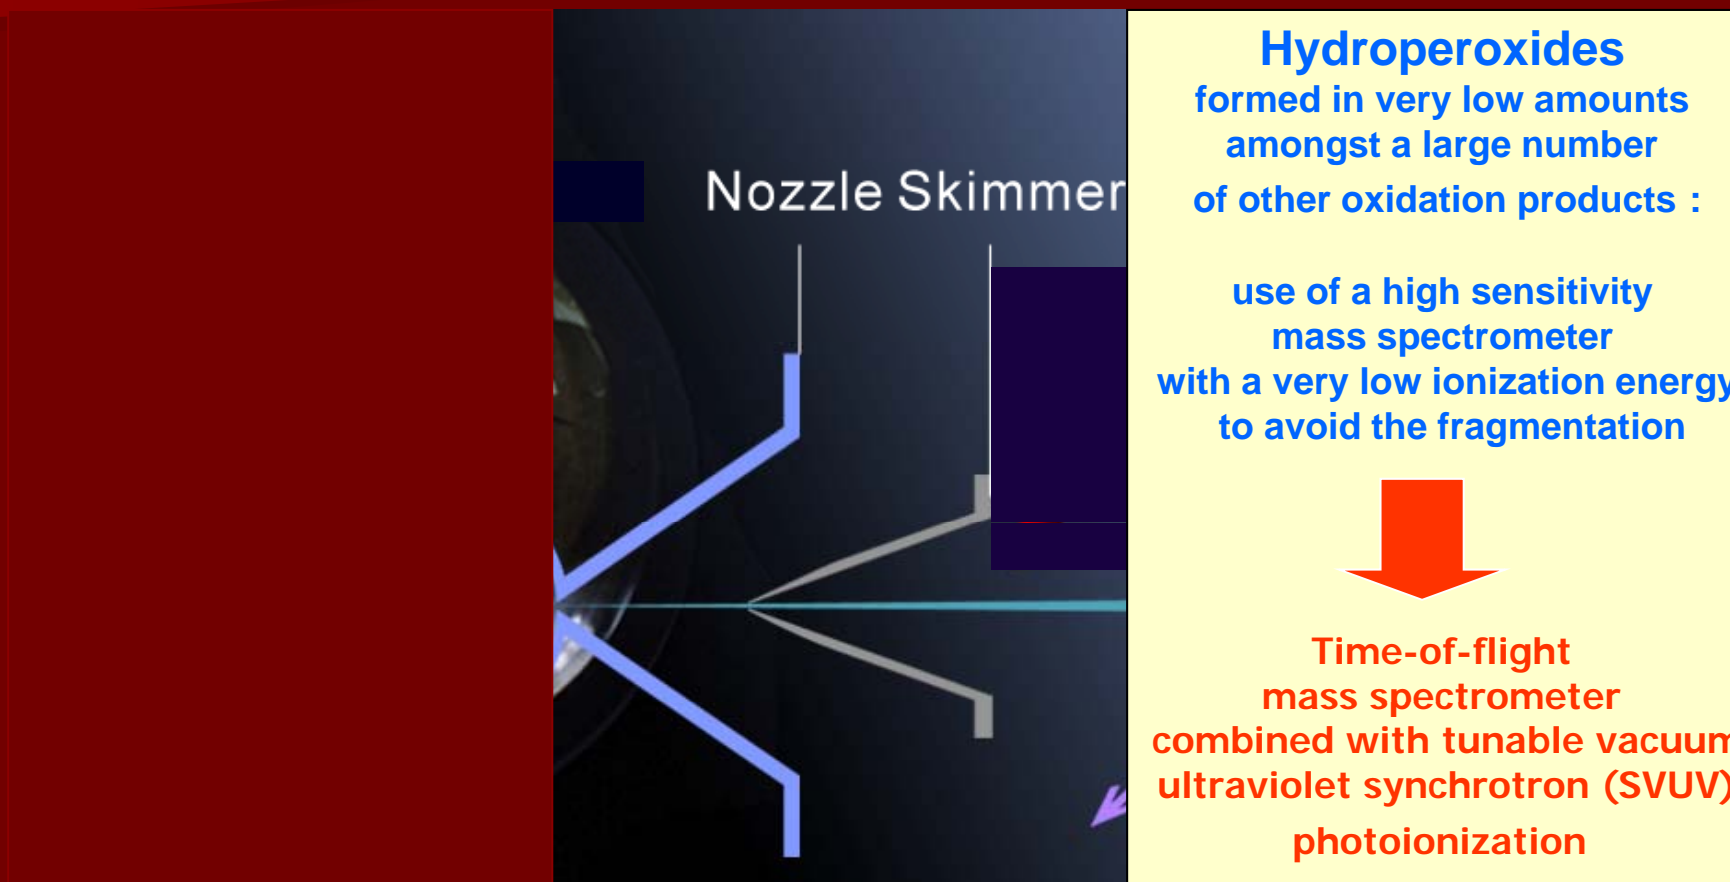 Nozzle Skimmer
Hydroperoxides
formed in very low amounts
amongst a large number
of other oxidation products :
use of a high sensitivity
mass spectrometer
with a very low ionization energy
to avoid the fragmentation
Time-of-flight
mass spectrometer
combined with tunable vacuum
ultraviolet synchrotron (SVUV)
photoionization